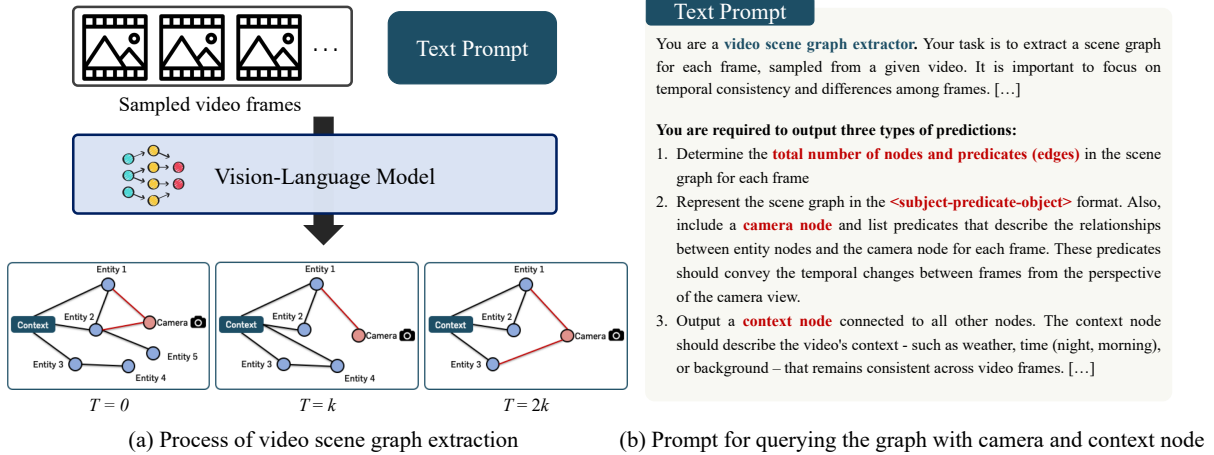 Text Prompt
Sampled video frames
Vision-Language Model
Entity 1
Context
Entity 2
Camera
Entity 3
Entity 5
Entity 4
T = 0
Entity 1
Context
Entity 2
Camera
Entity 3
Entity 4
T = k
Entity 1
Context
Entity 2
Camera
Entity 3
T = 2k
(a) Process of video scene graph extraction
Text Prompt
You are a video scene graph extractor. Your task is to extract a scene graph
for each frame, sampled from a given video. It is important to focus on
temporal consistency and differences among frames. […]
You are required to output three types of predictions:
1. Determine the total number of nodes and predicates (edges) in the scene
graph for each frame
2. Represent the scene graph in the <subject-predicate-object> format. Also,
include a camera node and list predicates that describe the relationships
between entity nodes and the camera node for each frame. These predicates
should convey the temporal changes between frames from the perspective
of the camera view.
3. Output a context node connected to all other nodes. The context node
should describe the video's context - such as weather, time (night, morning),
or background – that remains consistent across video frames. […]
(b) Prompt for querying the graph with camera and context node